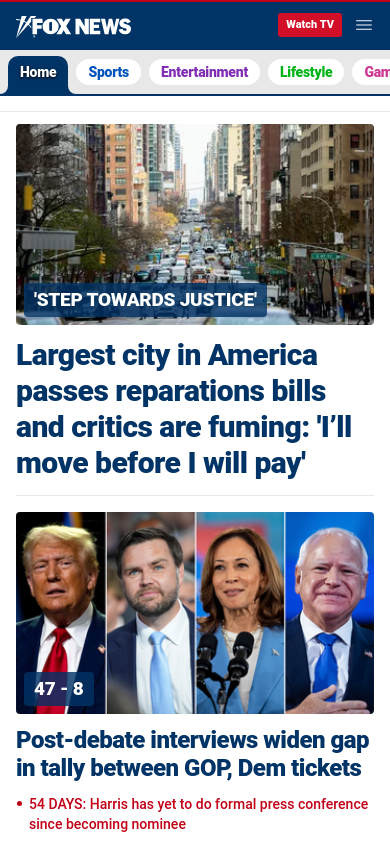 FOX NEWS
Watch TV
Home
Sports
Entertainment
Lifestyle
Gam
'STEP TOWARDS JUSTICE'
Largest city in America
passes reparations bills
and critics are fuming: 'I’ll
move before I will pay'
47 - 8
Post-debate interviews widen gap
in tally between GOP, Dem tickets
54 DAYS: Harris has yet to do formal press conference
since becoming nominee